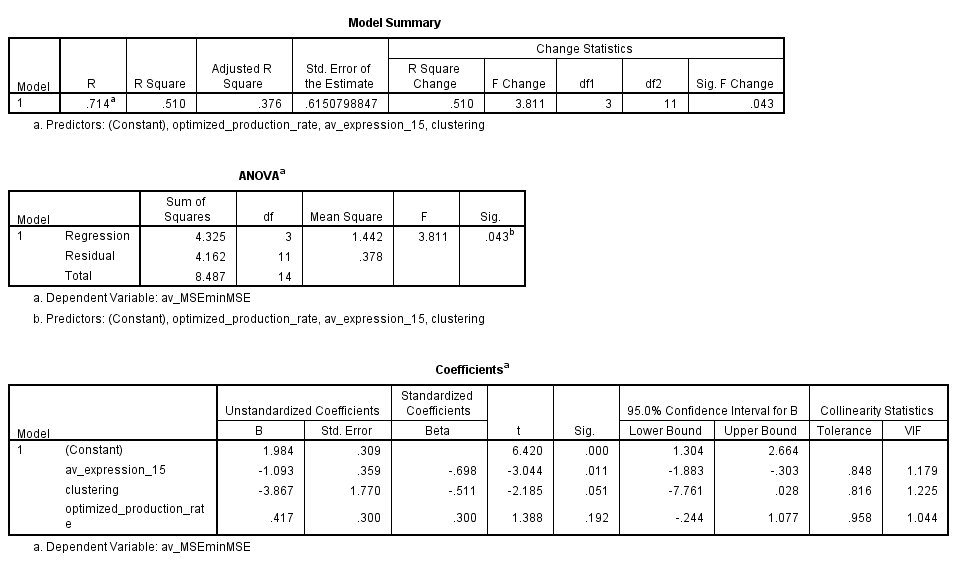 Model Summary
Change Statistics
Model R R Square Adjusted R Square Std. Error of the Estimate R Square Change F Change df1 df2 Sig. F Change
1 .714a .510 .376 .6150798847 .510 3.811 3 11 .043
a. Predictors: (Constant), optimized_production_rate, av_expression_15, clustering
ANOVAa
Model Sum of Squares df Mean Square F Sig.
1 Regression 4.325 3 1.442 3.811 .043b
Residual 4.162 11 .378
Total 8.487 14
a. Dependent Variable: av_MSEminMSE
b. Predictors: (Constant), optimized_production_rate, av_expression_15, clustering
Coefficientsa
Unstandardized Coefficients Standardized Coefficients 95.0% Confidence Interval for B Collinearity Statistics
Model B Std. Error Beta t Sig. Lower Bound Upper Bound Tolerance VIF
1 (Constant) 1.984 .309 6.420 .000 1.304 2.664
av_expression_15 -1.093 .359 -.698 -3.044 .011 -1.883 -.303 .848 1.179
clustering -3.867 1.770 -.511 -2.185 .051 -7.761 .028 .816 1.225
optimized_production_rat
e .417 .300 .300 1.388 .192 -.244 1.077 .958 1.044
a. Dependent Variable: av_MSEminMSE